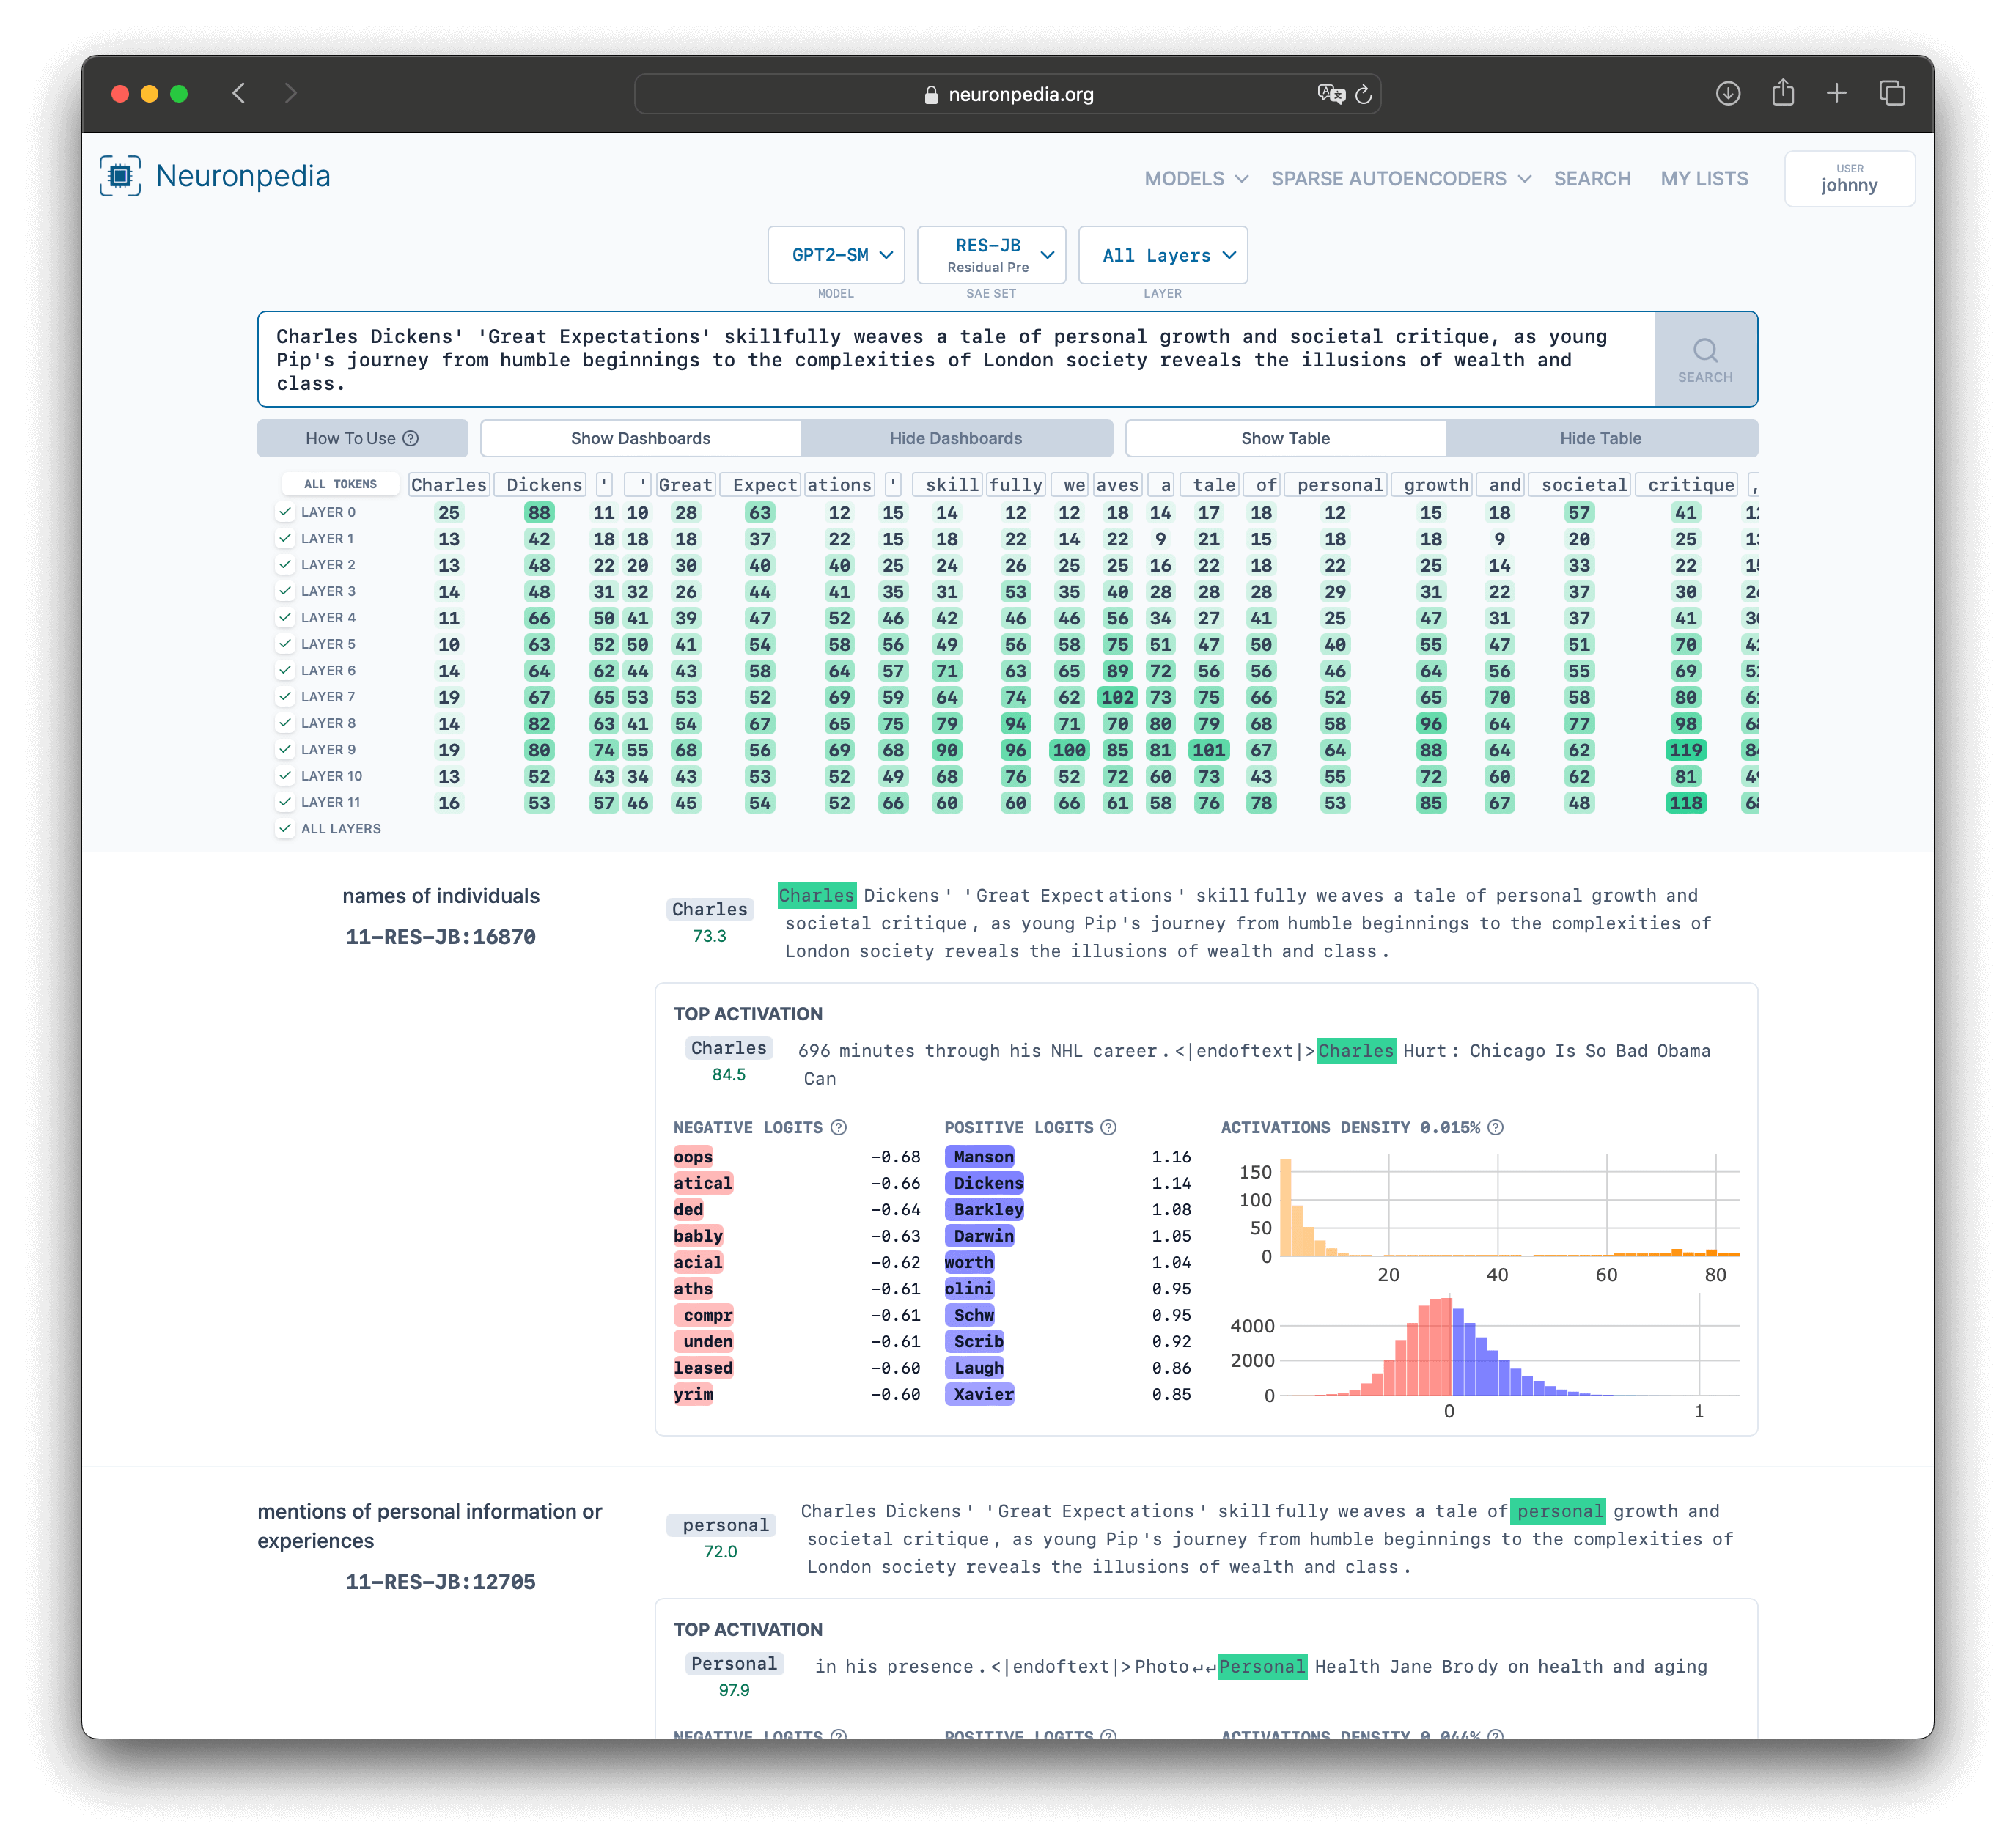 neuronpedia.org
Neuronpedia
MODELS SPARSE AUTOENCODERS SEARCH MY LISTS
USER
johnny
GPT2-SM RES-JB All Layers
Residual Pre
MODEL SAE SET LAYER
Charles Dickens' 'Great Expectations' skillfully weaves a tale of personal growth and societal critique, as young
Pip's journey from humble beginnings to the complexities of London society reveals the illusions of wealth and
class.
SEARCH
How To Use Show Dashboards Hide Dashboards Show Table Hide Table
ALL TOKENS Charles Dickens ' ' Great Expect ations ' skill fully we aves a tale of personal growth and societal critique ,
LAYER 0 25 88 11 10 28 63 12 15 14 12 12 18 14 17 18 12 15 18 57 41
LAYER 1 13 42 18 18 18 37 22 15 18 22 14 22 9 21 15 18 18 9 20 25
LAYER 2 13 48 22 20 30 40 40 25 24 26 25 25 16 22 18 22 25 14 33 22
LAYER 3 14 48 31 32 26 44 41 35 31 53 35 40 28 28 28 29 31 22 37 30
LAYER 4 11 66 50 41 39 47 52 46 42 46 46 56 34 27 41 25 47 31 37 41
LAYER 5 10 63 52 50 41 54 58 56 49 56 58 75 51 47 50 40 55 47 51 70
LAYER 6 14 64 62 44 43 58 64 57 71 63 65 89 72 56 56 46 64 56 55 69
LAYER 7 19 67 65 53 53 52 69 59 64 74 62 102 73 75 66 52 65 70 58 80
LAYER 8 14 82 63 41 54 67 65 75 79 94 71 70 80 79 68 58 96 64 77 98
LAYER 9 19 80 74 55 68 56 69 68 90 96 100 85 81 101 67 64 88 64 62 119
LAYER 10 13 52 43 34 43 53 52 49 68 76 52 72 60 73 43 55 72 60 62 81
LAYER 11 16 53 57 46 45 54 52 66 60 60 66 61 58 76 78 53 85 67 48 118
ALL LAYERS
names of individuals
11-RES-JB:16870
Charles
73.3
Charles Dickens' 'Great Expectations' skillfully weaves a tale of personal growth and
societal critique, as young Pip's journey from humble beginnings to the complexities of
London society reveals the illusions of wealth and class.
TOP ACTIVATION
Charles
84.5
696 minutes through his NHL career.<|endoftext|>Charles Hurt: Chicago Is So Bad Obama
Can
NEGATIVE LOGITS POSITIVE LOGITS ACTIVATIONS DENSITY 0.015%
oops -0.68 Manson 1.16
atical -0.66 Dickens 1.14
ded -0.64 Barkley 1.08
bably -0.63 Darwin 1.05
acial -0.62 worth 1.04
aths -0.61 olini 0.95
compr -0.61 Schw 0.95
unden -0.61 Scrib 0.92
leased -0.60 Laugh 0.86
yrim -0.60 Xavier 0.85
150
100
50
0
20 40 60 80
4000
2000
0
0 1
mentions of personal information or
experiences
11-RES-JB:12705
personal
72.0
Charles Dickens' 'Great Expectations' skillfully weaves a tale of personal growth and
societal critique, as young Pip's journey from humble beginnings to the complexities of
London society reveals the illusions of wealth and class.
TOP ACTIVATION
Personal
97.9
in his presence.<|endoftext|>Photo↵↵Personal Health Jane Brody on health and aging
NEGATIVE LOGITS POSITIVE LOGITS ACTIVATIONS DENSITY 0.044%